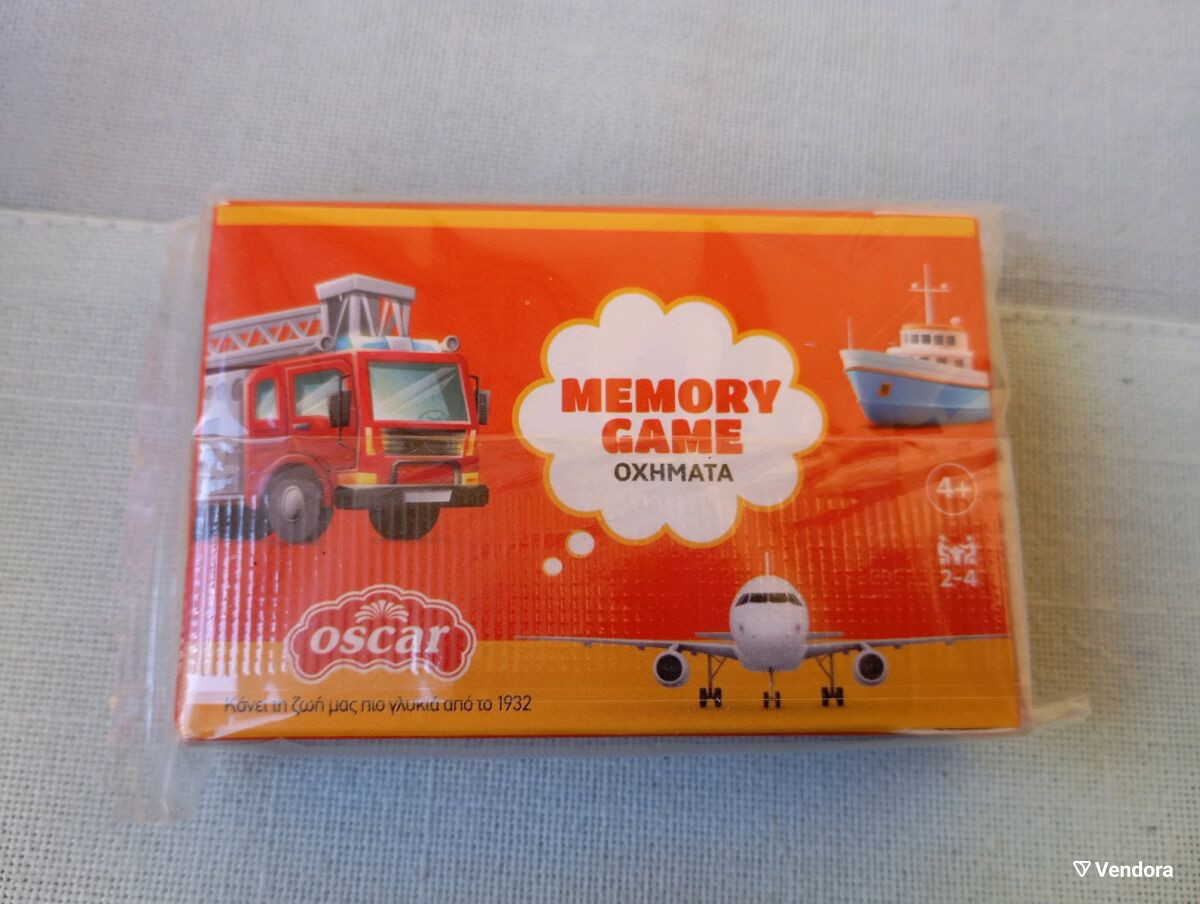 MEMORY
GAME
ΟΧΗΜΑΤΑ
4+
2-4
oscar
Κάνει τη ζωή μας πιο γλυκιά από το 1932
Vendora